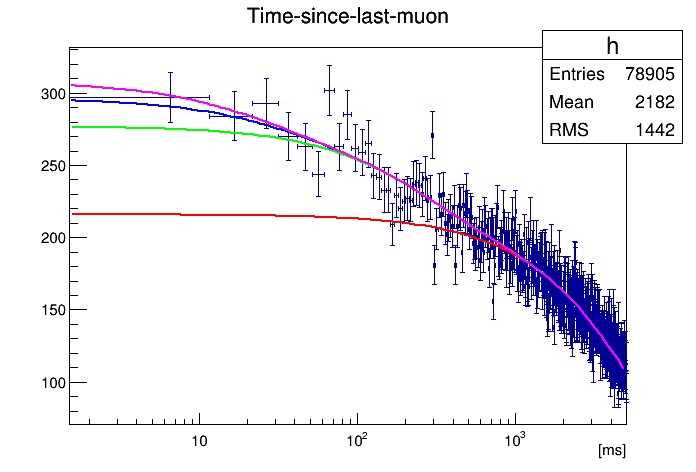 Time-since-last-muon
h
Entries 78905
Mean 2182
RMS 1442
300
250
200
150
100
10
10²
10³
[ms]